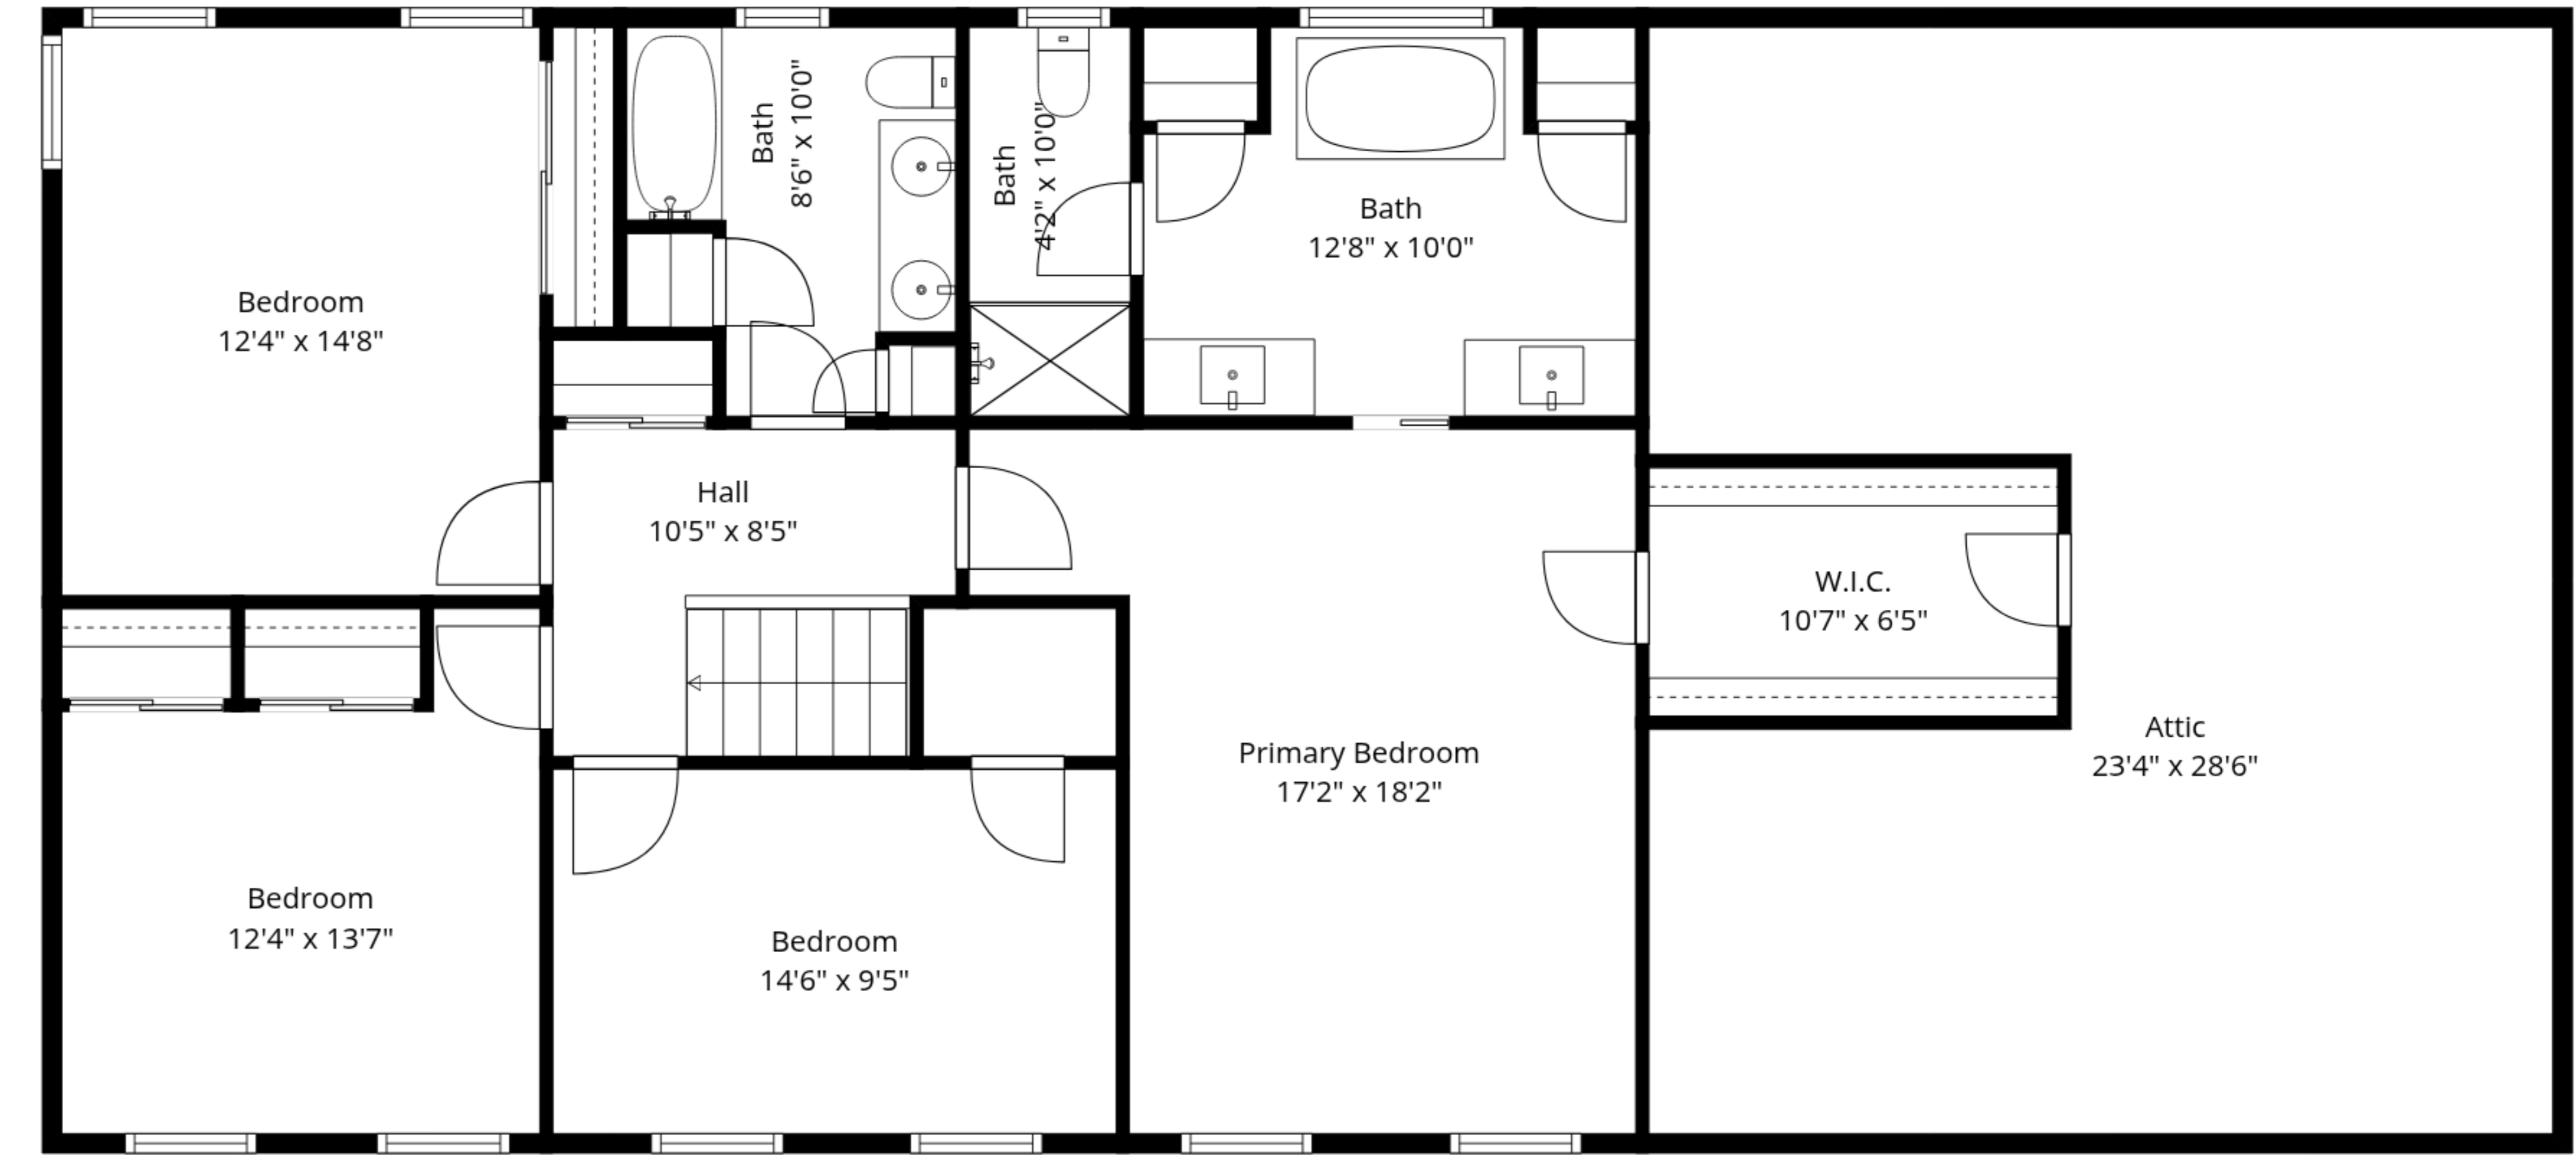 Bedroom
12'4" x 14'8"
Bath
8'6" x 10'0"
Bath
4'2" x 10'0"
Bath
12'8" x 10'0"
Hall
10'5" x 8'5"
W.I.C.
10'7" x 6'5"
Attic
23'4" x 28'6"
Primary Bedroom
17'2" x 18'2"
Bedroom
12'4" x 13'7"
Bedroom
14'6" x 9'5"